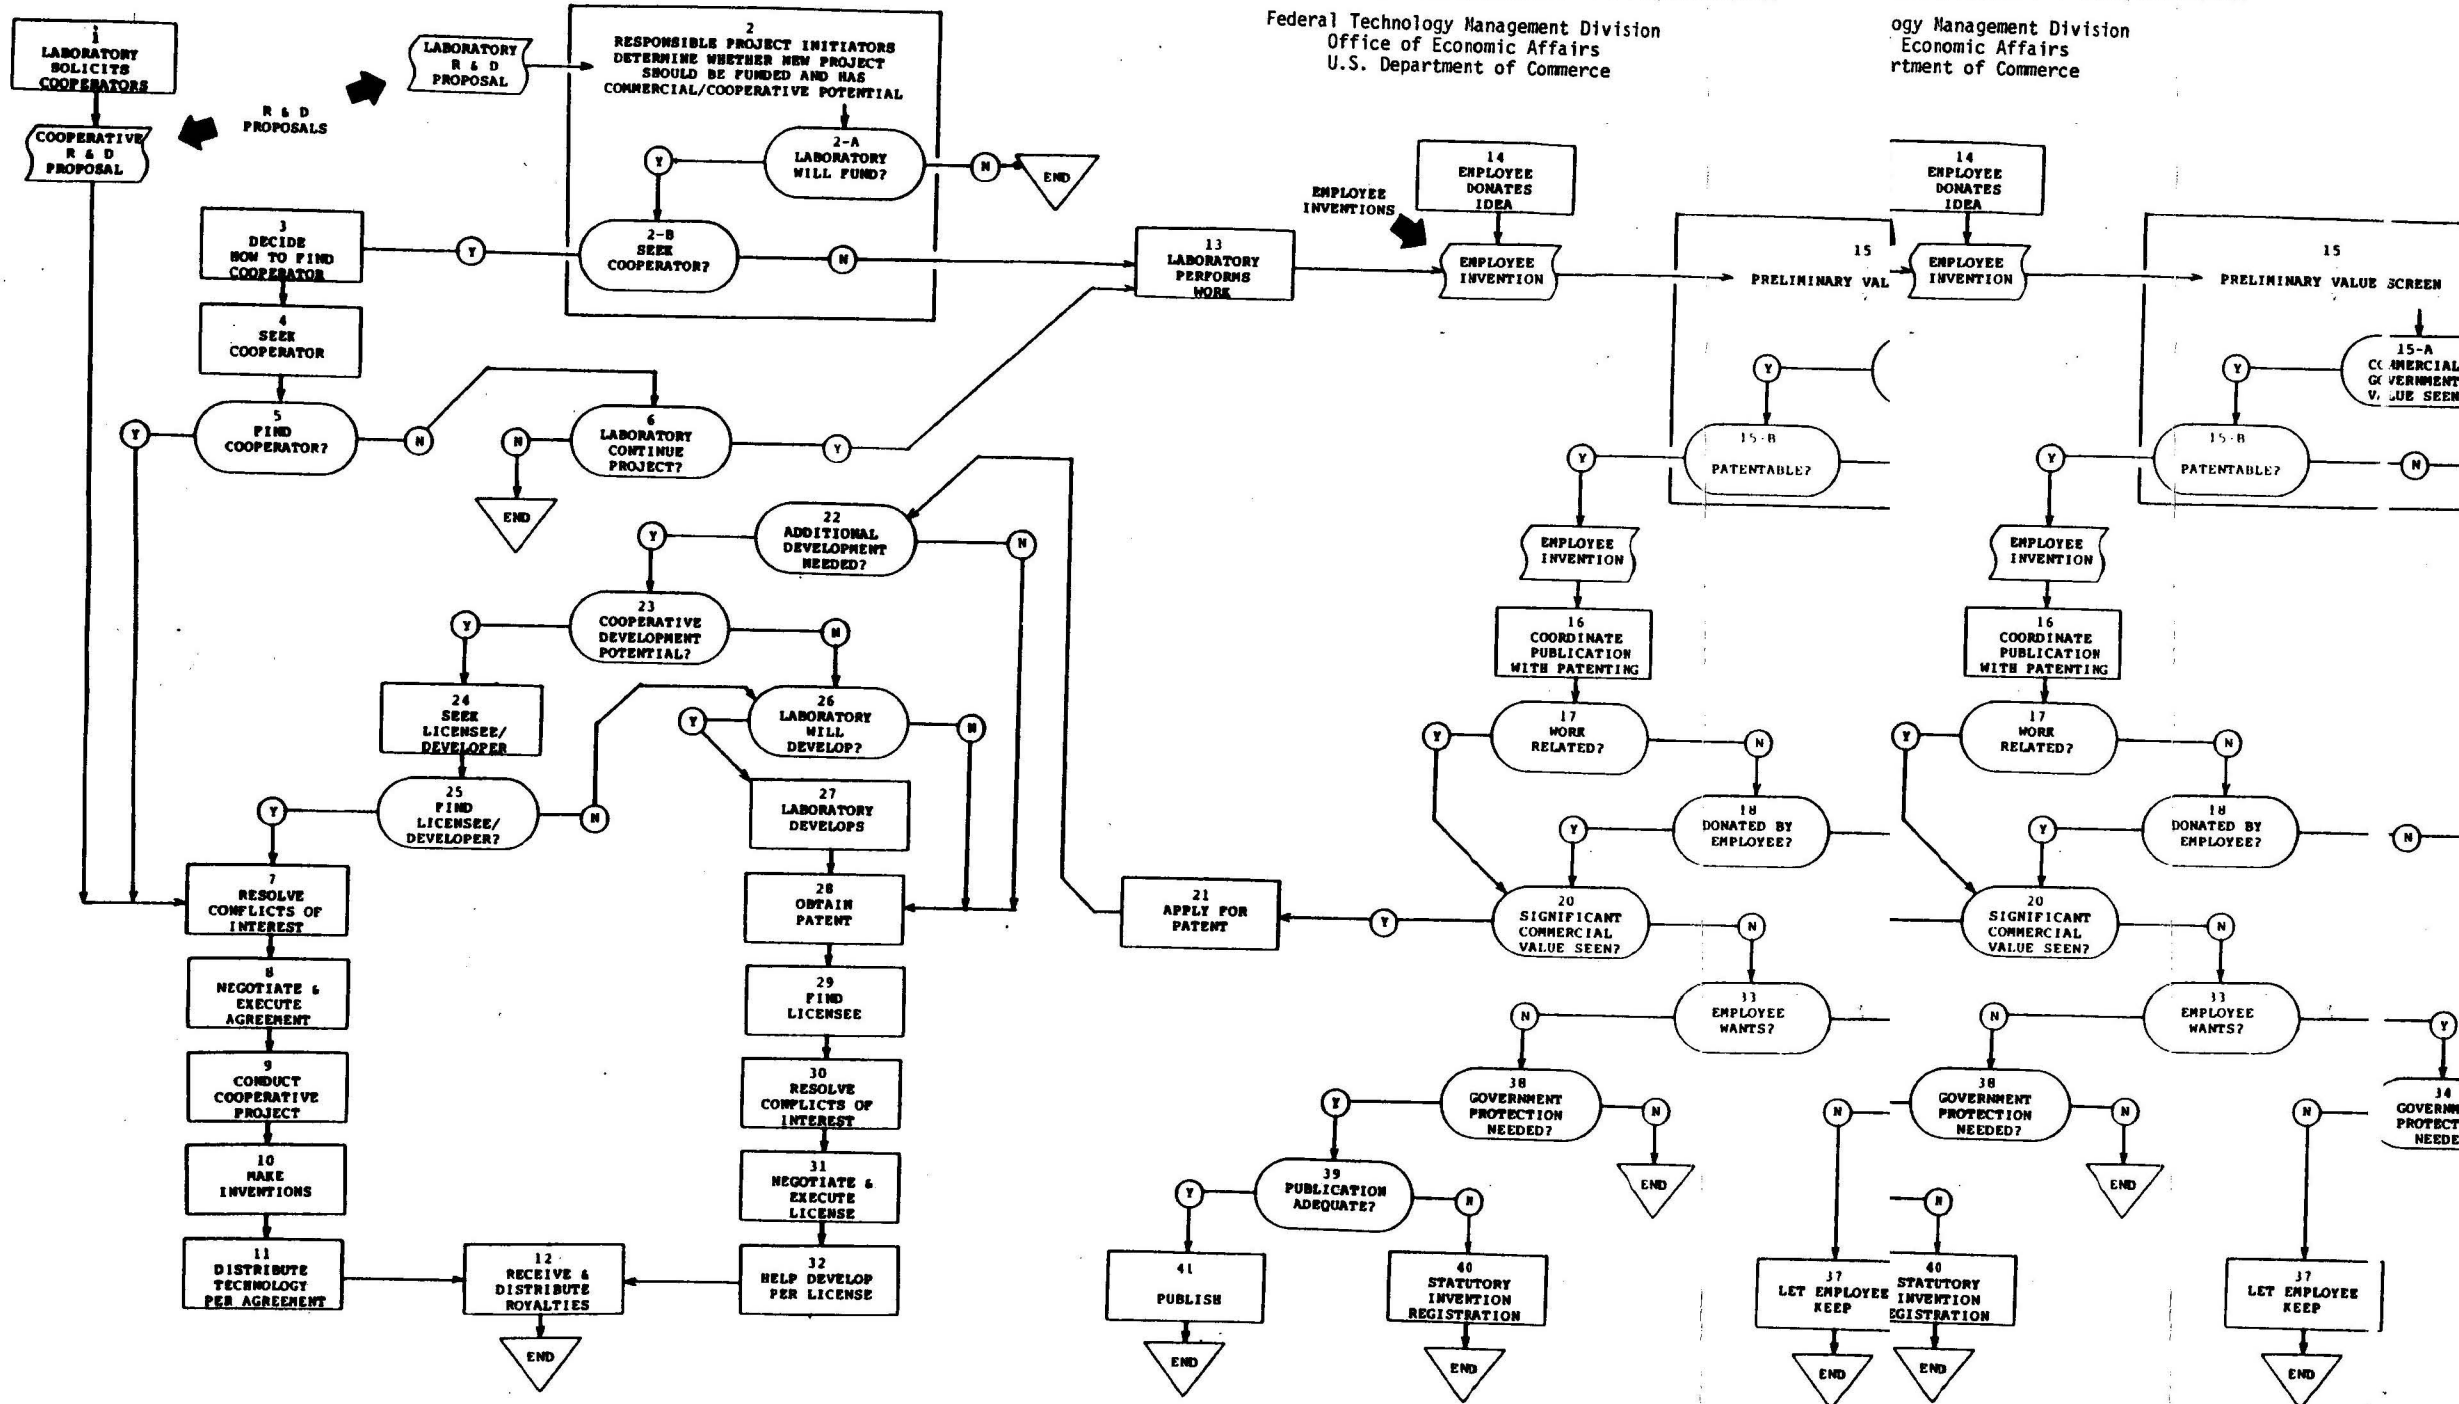 Federal Technology Management Division
Office of Economic Affairs
U.S. Department of Commerce
ogy Management Division
Economic Affairs
rtment of Commerce
1
LABORATORY
SOLICITS
COOPERATORS
R & D
PROPOSALS
COOPERATIVE
R & D
PROPOSAL
LABORATORY
R & D
PROPOSAL
2
RESPONSIBLE PROJECT INITIATORS
DETERMINE WHETHER NEW PROJECT
SHOULD BE FUNDED AND HAS
COMMERCIAL/COOPERATIVE POTENTIAL
2-A
LABORATORY
WILL FUND?
Y
N
END
2-B
SEEK
COOPERATOR?
Y
N
3
DECIDE
HOW TO FIND
COOPERATOR
4
SEEK
COOPERATOR
5
FIND
COOPERATOR?
Y
N
6
LABORATORY
CONTINUE
PROJECT?
N
Y
END
22
ADDITIONAL
DEVELOPMENT
NEEDED?
Y
N
23
COOPERATIVE
DEVELOPMENT
POTENTIAL?
Y
N
24
SEEK
LICENSEE/
DEVELOPER
25
FIND
LICENSEE/
DEVELOPER?
Y
N
26
LABORATORY
WILL
DEVELOP?
Y
N
27
LABORATORY
DEVELOPS
7
RESOLVE
CONFLICTS OF
INTEREST
8
NEGOTIATE &
EXECUTE
AGREEMENT
9
CONDUCT
COOPERATIVE
PROJECT
10
MAKE
INVENTIONS
11
DISTRIBUTE
TECHNOLOGY
PER AGREEMENT
12
RECEIVE &
DISTRIBUTE
ROYALTIES
END
28
OBTAIN
PATENT
29
FIND
LICENSEE
30
RESOLVE
CONFLICTS OF
INTEREST
31
NEGOTIATE &
EXECUTE
LICENSE
32
HELP DEVELOP
PER LICENSE
13
LABORATORY
PERFORMS
WORK
EMPLOYEE
INVENTIONS
14
EMPLOYEE
DONATES
IDEA
EMPLOYEE
INVENTION
15
PRELIMINARY VAL
Y
15-B
PATENTABLE?
Y
EMPLOYEE
INVENTION
16
COORDINATE
PUBLICATION
WITH PATENTING
17
WORK
RELATED?
Y
N
18
DONATED BY
EMPLOYEE?
Y
20
SIGNIFICANT
COMMERCIAL
VALUE SEEN?
Y
N
21
APPLY FOR
PATENT
33
EMPLOYEE
WANTS?
N
38
GOVERNMENT
PROTECTION
NEEDED?
Y
N
END
39
PUBLICATION
ADEQUATE?
Y
N
41
PUBLISH
END
40
STATUTORY
INVENTION
REGISTRATION
END
N
37
LET EMPLOYEE
KEEP
END
14
EMPLOYEE
DONATES
IDEA
EMPLOYEE
INVENTION
15
PRELIMINARY VALUE SCREEN
15-A
COMMERCIAL
GOVERNMENT
VALUE SEEN
Y
15-B
PATENTABLE?
Y
N
EMPLOYEE
INVENTION
16
COORDINATE
PUBLICATION
WITH PATENTING
17
WORK
RELATED?
Y
N
18
DONATED BY
EMPLOYEE?
Y
N
20
SIGNIFICANT
COMMERCIAL
VALUE SEEN?
N
33
EMPLOYEE
WANTS?
N
Y
34
GOVERNM
PROTECT
NEEDE
38
GOVERNMENT
PROTECTION
NEEDED?
N
END
N
40
STATUTORY
INVENTION
EGISTRATION
END
N
37
LET EMPLOYEE
KEEP
END